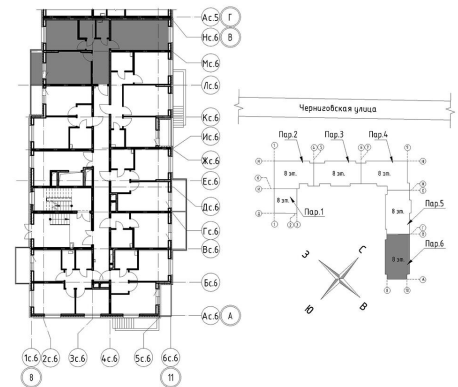 Ас.5 Г
Нс.6 В
Мс.6
Лс.6
Кс.6
Ис.6
Жс.6
Ес.6
Дс.6
Гс.6
Вс.6
Бс.6
Ас.6 А
1с.6 2с.6 3с.6 4с.6 5с.6 6с.6
8 11
Черниговская улица
Пар.2 Пар.3 Пар.4
8 эт. 8 эт. 8 эт.
8 эт.
Пар.1
8 эт.
Пар.5
8 эт.
Пар.6
З С
Ю В